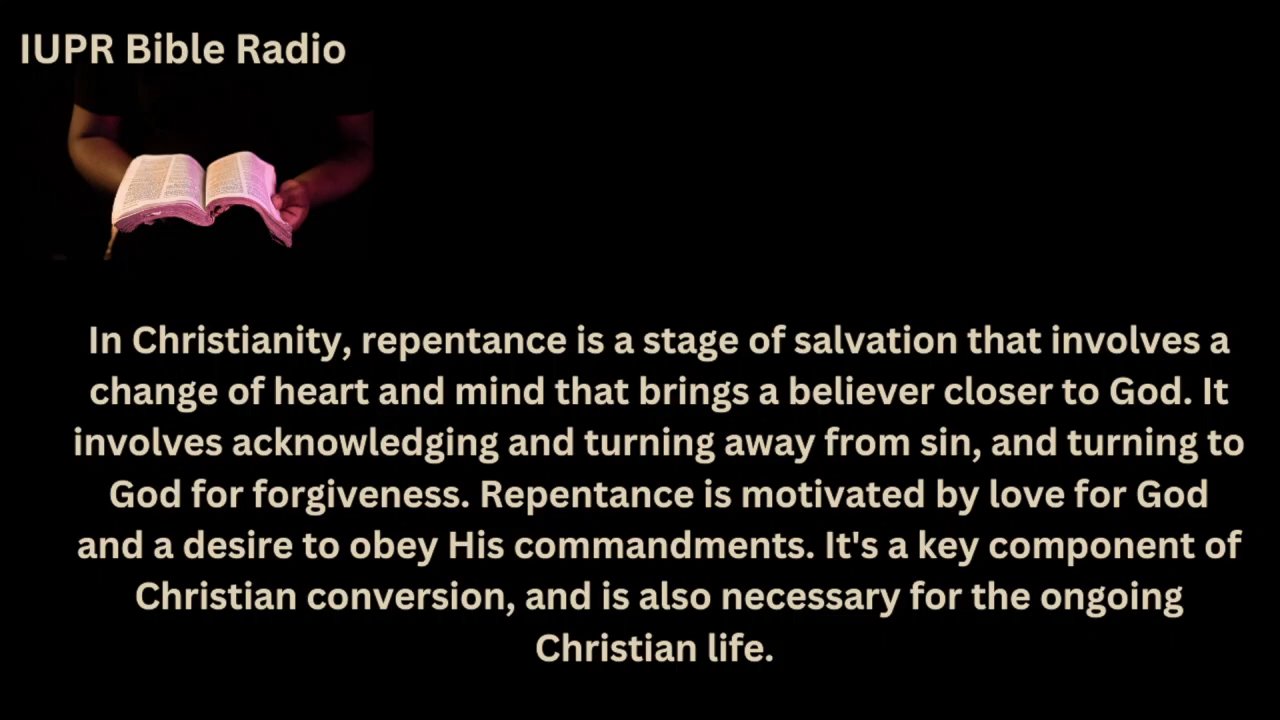 IUPR Bible Radio
In Christianity, repentance is a stage of salvation that involves a
change of heart and mind that brings a believer closer to God. It
involves acknowledging and turning away from sin, and turning to
God for forgiveness. Repentance is motivated by love for God
and a desire to obey His commandments. It's a key component of
Christian conversion, and is also necessary for the ongoing
Christian life.